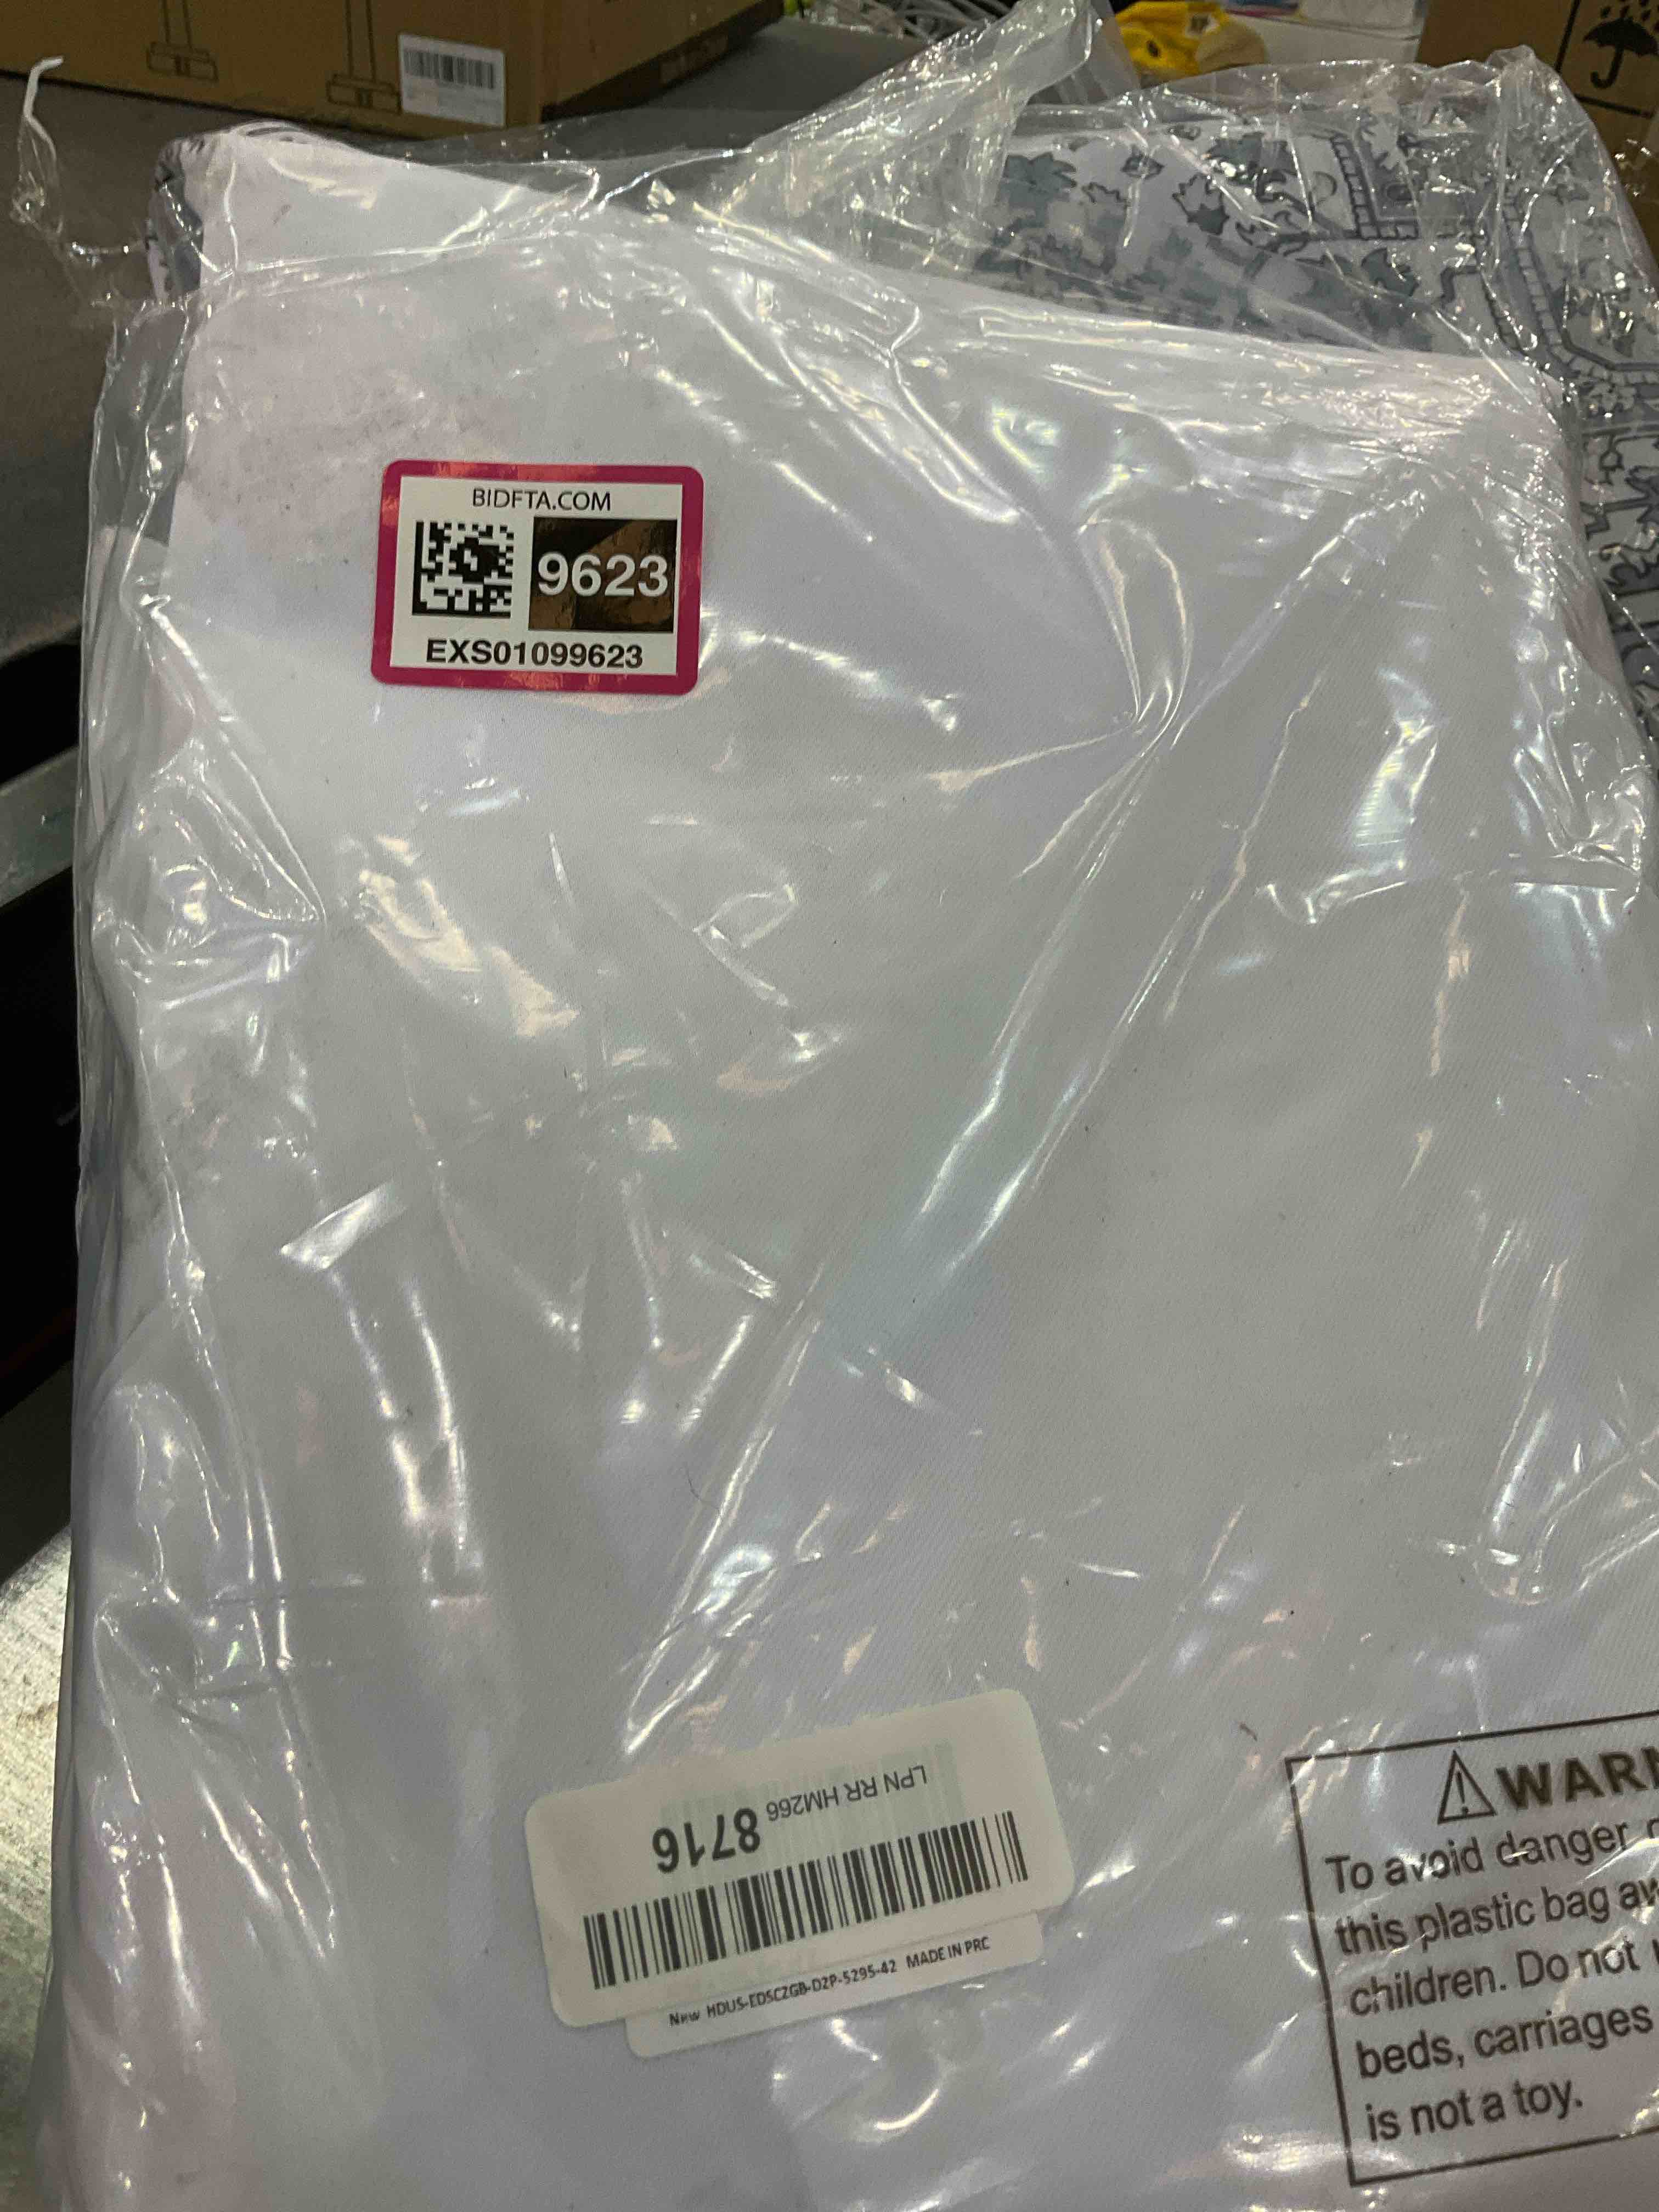 BIDFTA.COM
9623
EXS01099623
LPN RR HM266 8716
New HDUS-EDSCZGB-D2P-5295-42 MADE IN PRC
WARN
To avoid danger
this plastic bag
children. Do not
beds, carriages
is not a toy.